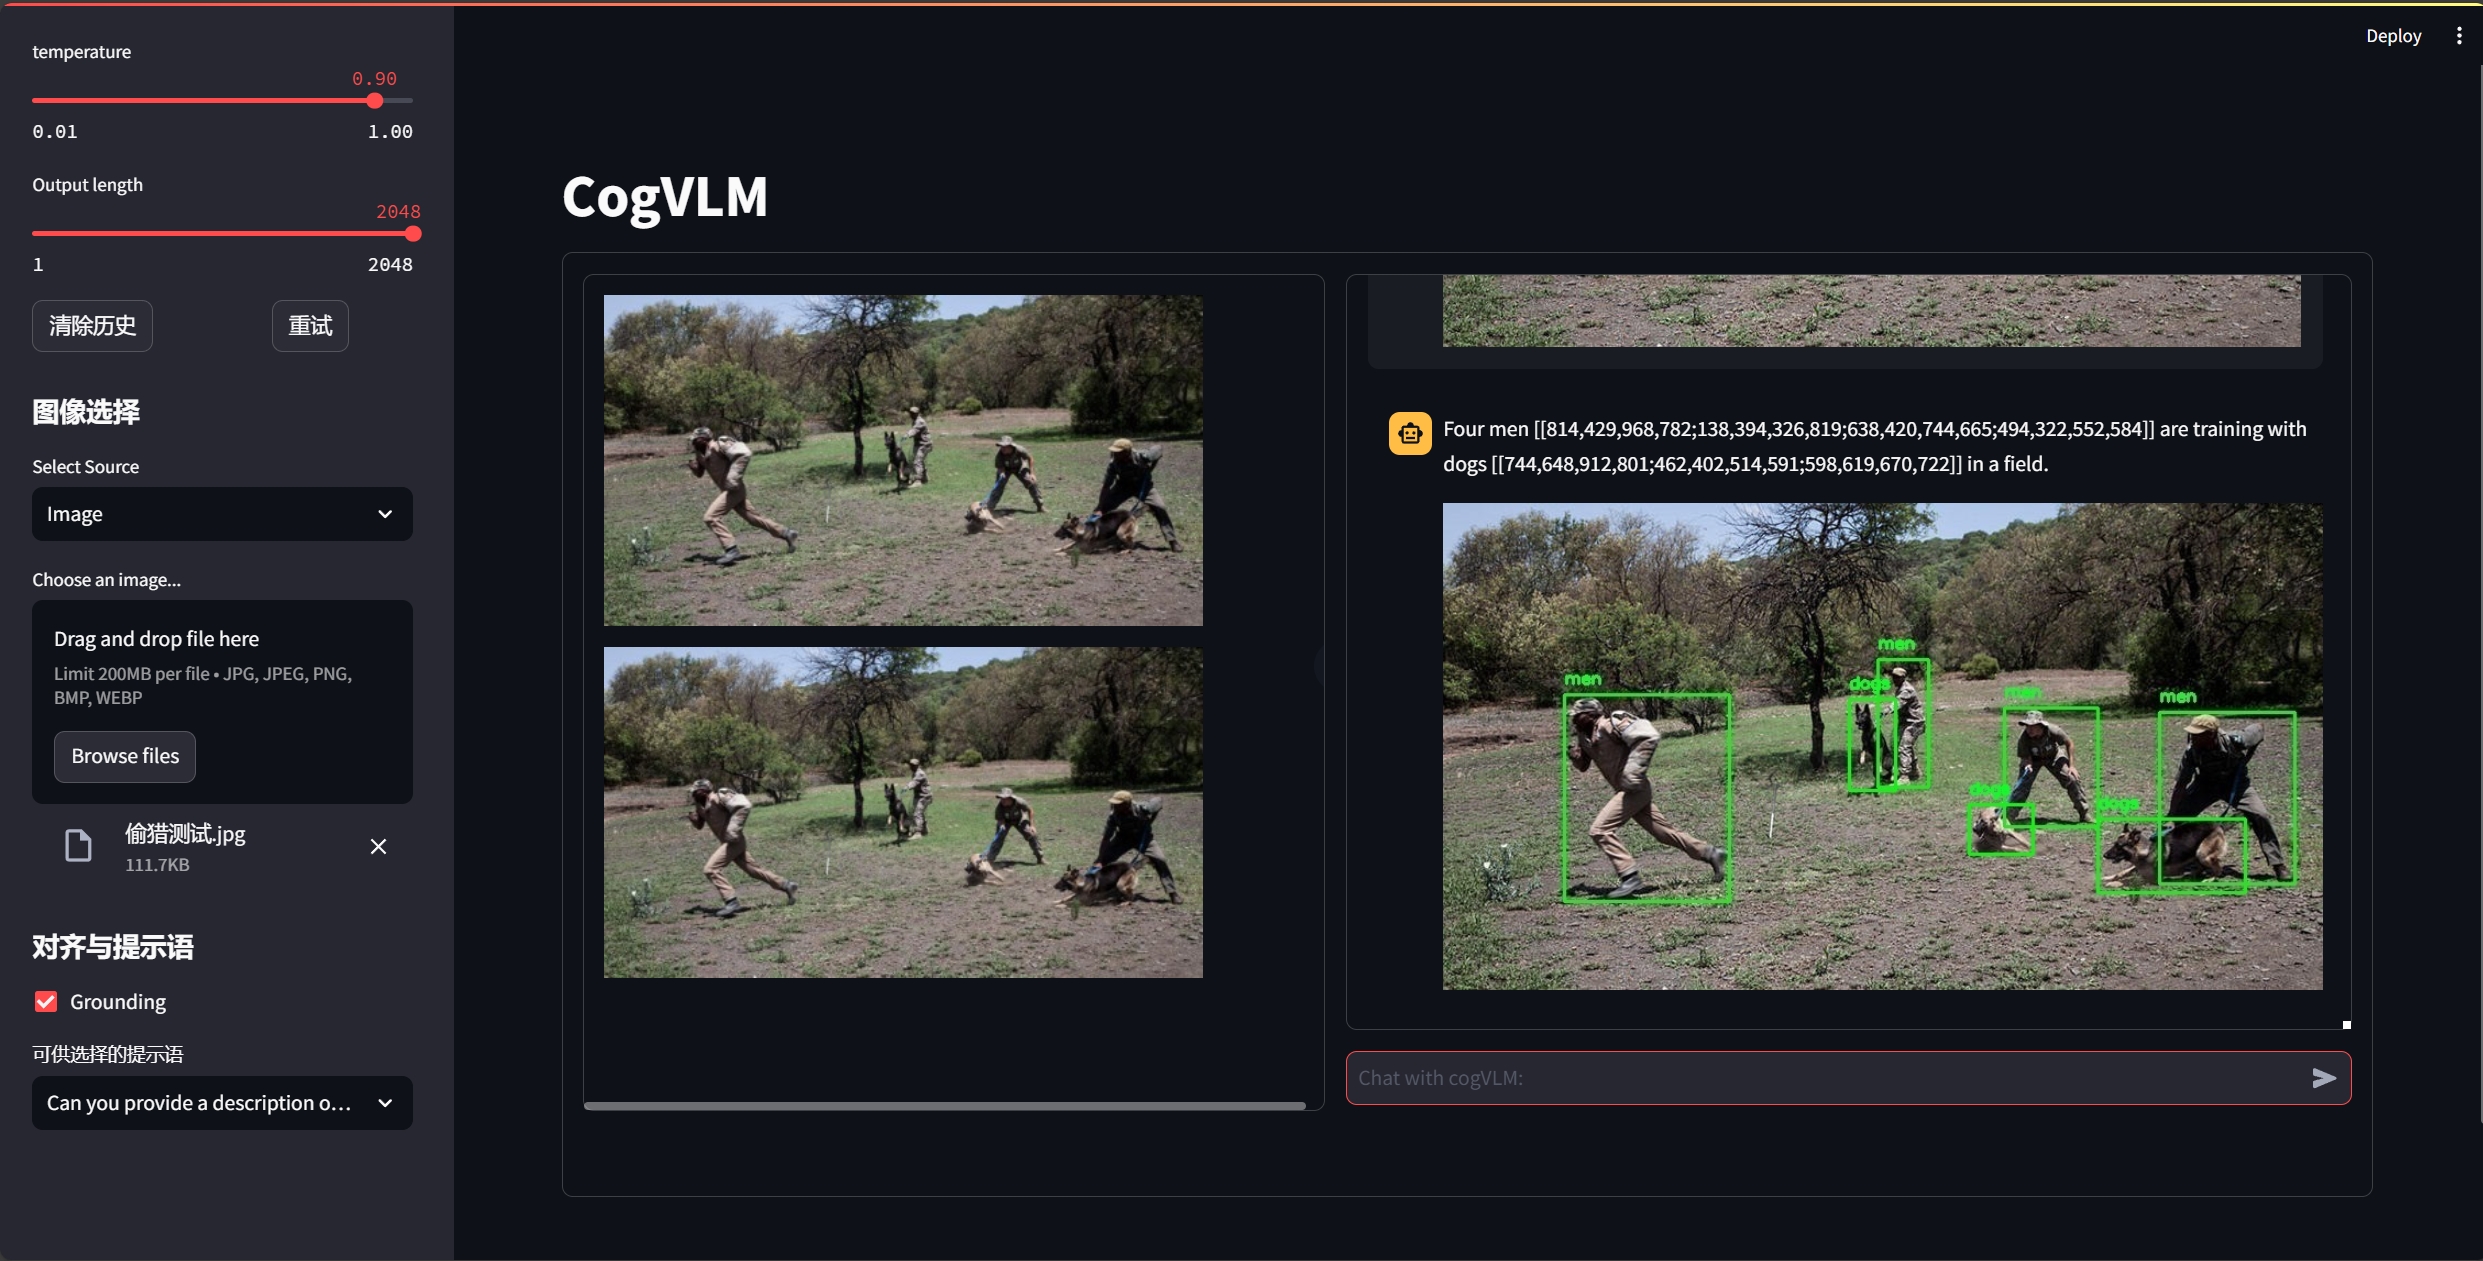 temperature
0.90
0.01 1.00
Output length
2048
1 2048
清除历史 重试
图像选择
Select Source
Image
Choose an image...
Drag and drop file here
Limit 200MB per file • JPG, JPEG, PNG,
BMP, WEBP
Browse files
偷猎测试.jpg
111.7KB
对齐与提示语
Grounding
可供选择的提示语
Can you provide a description o...
Deploy
CogVLM
Four men [[814,429,968,782;138,394,326,819;638,420,744,665;494,322,552,584]] are training with
dogs [[744,648,912,801;462,402,514,591;598,619,670,722]] in a field.
men
men
dogs
men
men
dogs
dogs
Chat with cogVLM: